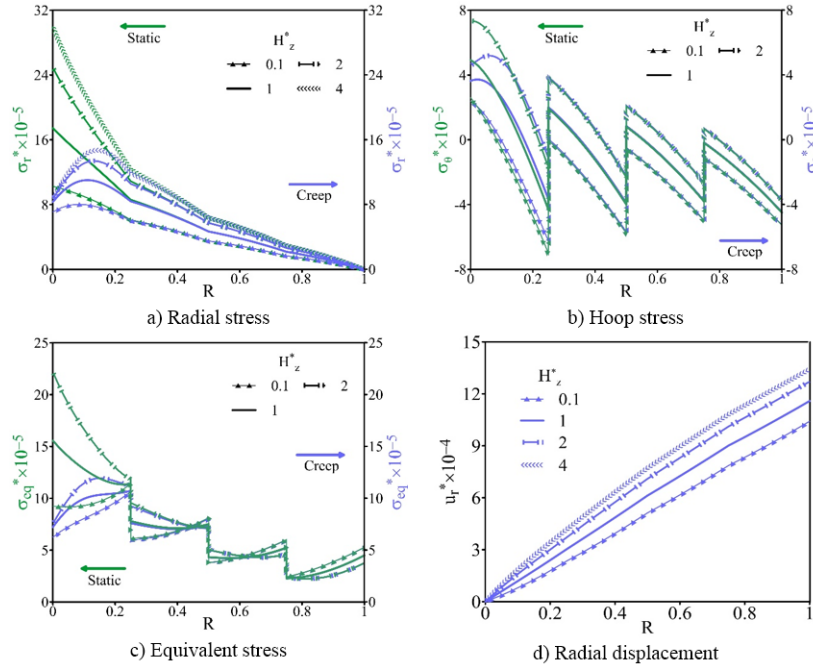 32
24
16
8
0
σr*×10⁻⁵
Static
H*z
0.1 2
1 4
Creep
32
24
16
8
0
σr*×10⁻⁵
0 0.2 0.4 0.6 0.8 1
R
a) Radial stress
8
4
0
-4
-8
σθ*×10⁻⁵
Static
H*z
0.1 2
1
Creep
8
4
0
-4
-8
0 0.2 0.4 0.6 0.8 1
R
b) Hoop stress
25
20
15
10
5
0
σeq*×10⁻⁵
H*z
0.1 2
1
Creep
Static
25
20
15
10
5
0
σeq*×10⁻⁵
0 0.2 0.4 0.6 0.8 1
R
c) Equivalent stress
15
12
9
6
3
0
ur*×10⁻⁴
H*z
0.1
1
2
4
0 0.2 0.4 0.6 0.8 1
R
d) Radial displacement